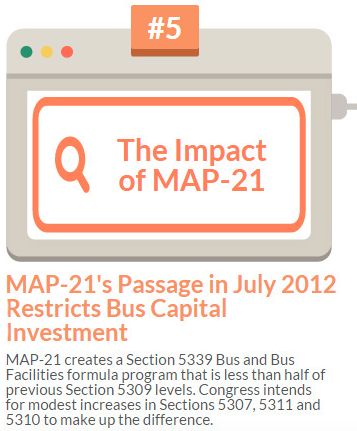 #5
The Impact
of MAP-21
MAP-21's Passage in July 2012
Restricts Bus Capital
Investment
MAP-21 creates a Section 5339 Bus and Bus
Facilities formula program that is less than half of
previous Section 5309 levels. Congress intends
for modest increases in Sections 5307, 5311 and
5310 to make up the difference.